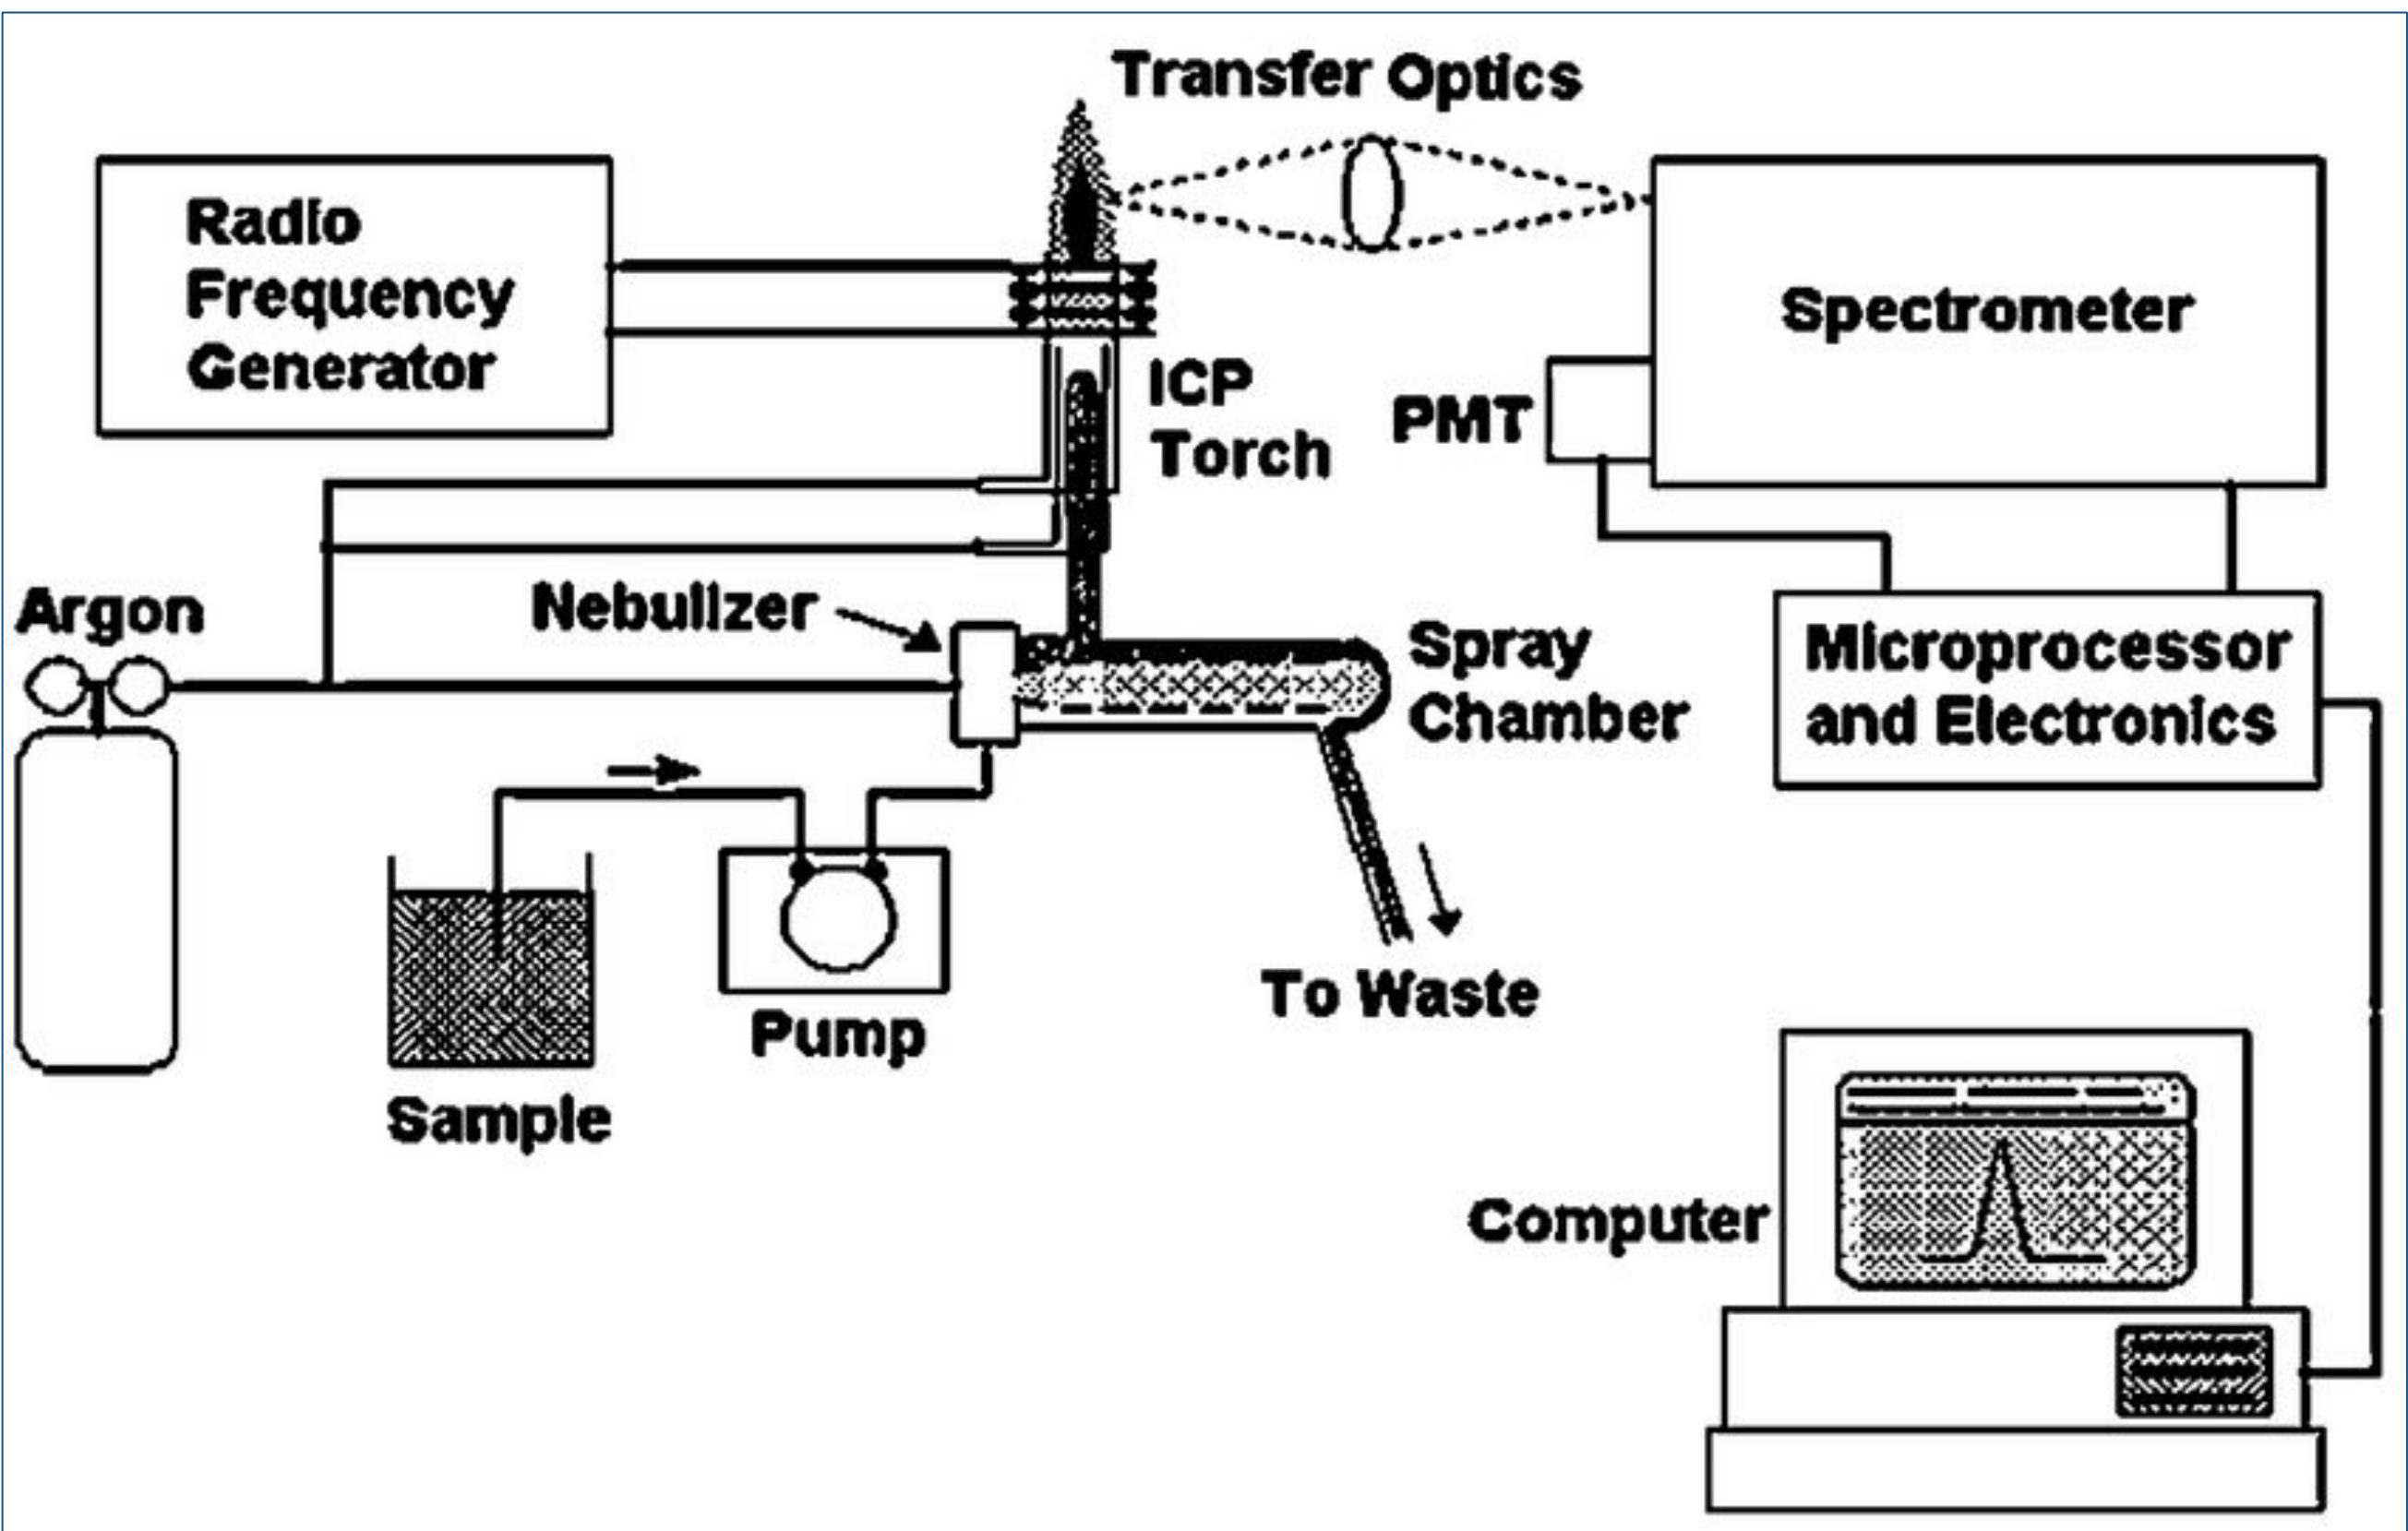 Transfer Optics
Radio
Frequency
Generator
Spectrometer
ICP
Torch
PMT
Argon
Nebulizer
Spray
Chamber
Microprocessor
and Electronics
To Waste
Pump
Sample
Computer